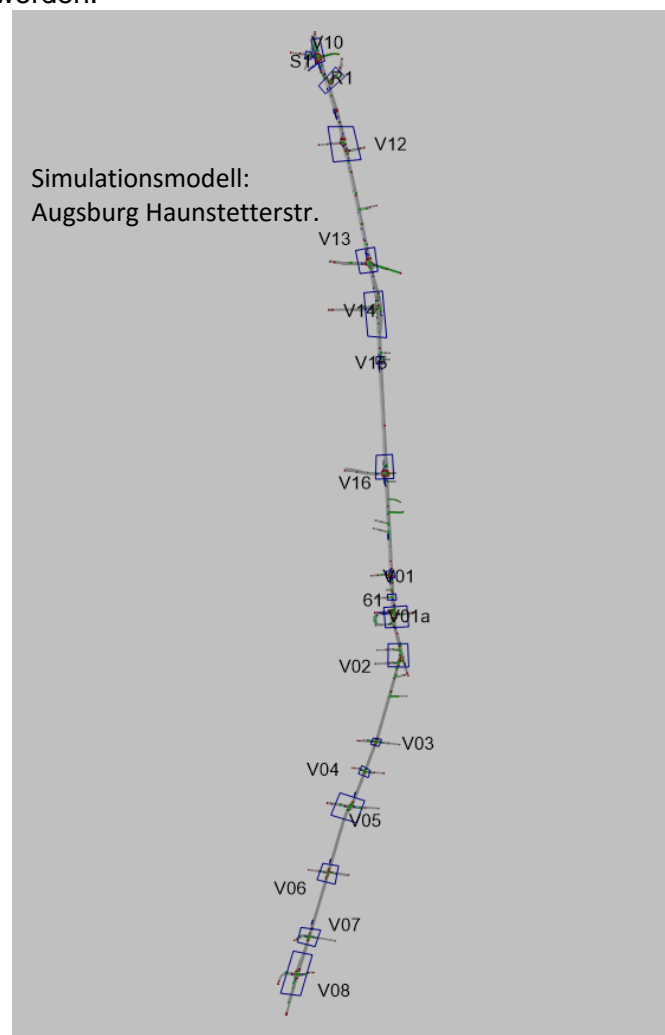 werden.
V10
S1
R1
V12
Simulationsmodell:
Augsburg Haunstetterstr.
V13
V14
V15
V16
V01
61
V01a
V02
V03
V04
V05
V06
V07
V08